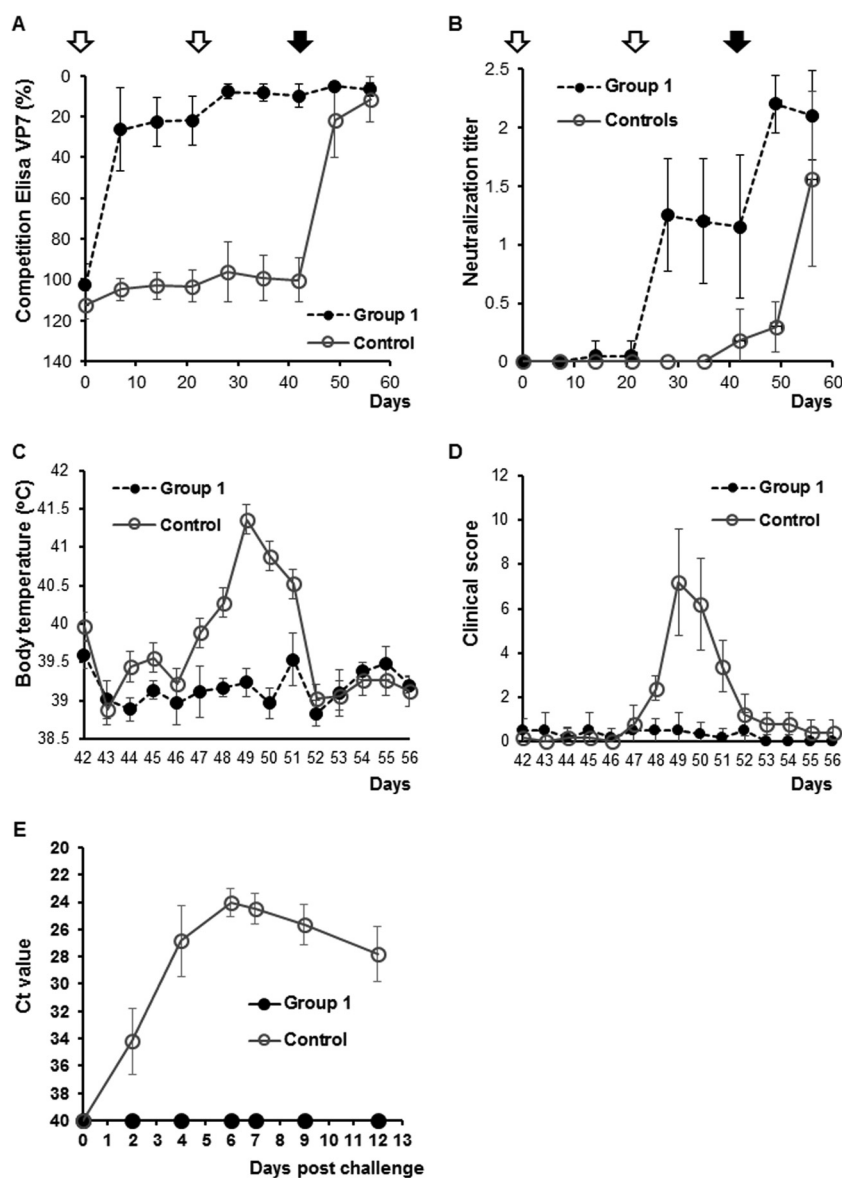 A
Competition Elisa VP7 (%)
0
20
40
60
80
100
120
140
Group 1
Control
0 10 20 30 40 50 60
Days
B
Neutralization titer
2.5
2
1.5
1
0.5
0
Group 1
Controls
0 10 20 30 40 50 60
Days
C
Body temperature (ºC)
42
41.5
41
40.5
40
39.5
39
38.5
Group 1
Control
42 43 44 45 46 47 48 49 50 51 52 53 54 55 56
Days
D
Clinical score
12
10
8
6
4
2
0
Group 1
Control
42 43 44 45 46 47 48 49 50 51 52 53 54 55 56
Days
E
Ct value
20
22
24
26
28
30
32
34
36
38
40
Group 1
Control
0 1 2 3 4 5 6 7 8 9 10 11 12 13
Days post challenge